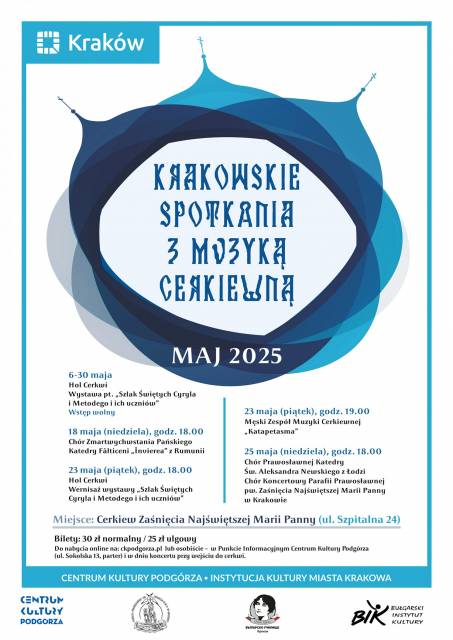 Kraków
KRAKOWSKIE
SPOTKANIA
Z MUZYKĄ
CERKIEWNĄ
MAJ 2025
6-30 maja
Hol Cerkwi
Wystawa pt. „Szlak Świętych Cyryla
i Metodego i ich uczniów”
Wstęp wolny
18 maja (niedziela), godz. 18.00
Chór Zmartwychwstania Pańskiego
Katedry Fălticeni „Învierea” z Rumunii
23 maja (piątek), godz. 18.00
Hol Cerkwi
Wernisaż wystawy „Szlak Świętych
Cyryla i Metodego i ich uczniów”
23 maja (piątek), godz. 19.00
Męski Zespół Muzyki Cerkiewnej
„Katapetasma”
25 maja (niedziela), godz. 18.00
Chór Prawosławnej Katedry
Św. Aleksandra Newskiego z Łodzi
Chór Koncertowy Parafii Prawosławnej
pw. Zaśnięcia Najświętszej Marii Panny
w Krakowie
Miejsce: Cerkiew Zaśnięcia Najświętszej Marii Panny (ul. Szpitalna 24)
Bilety: 30 zł normalny / 25 zł ulgowy
Do nabycia online na: ckpodgorza.pl lub osobiście – w Punkcie Informacyjnym Centrum Kultury Podgórza
(ul. Sokolska 13, parter) i w dniu koncertu przy wejściu do cerkwi.
CENTRUM KULTURY PODGÓRZA • INSTYTUCJA KULTURY MIASTA KRAKOWA
CENTRUM
KULTURY
PODGORZA
BIK
BUŁGARSKI
INSTYTUT
KULTURY